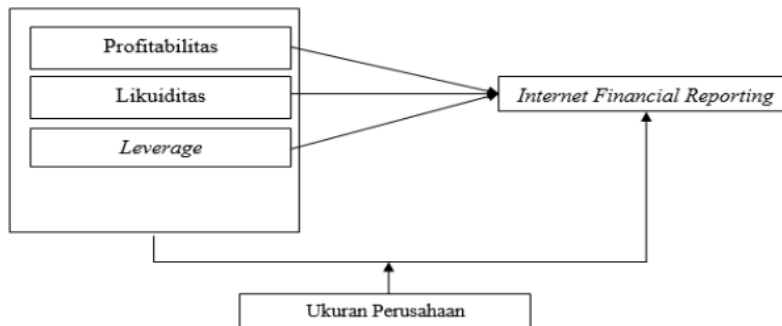 Profitabilitas
Likuiditas
Leverage
Internet Financial Reporting
Ukuran Perusahaan